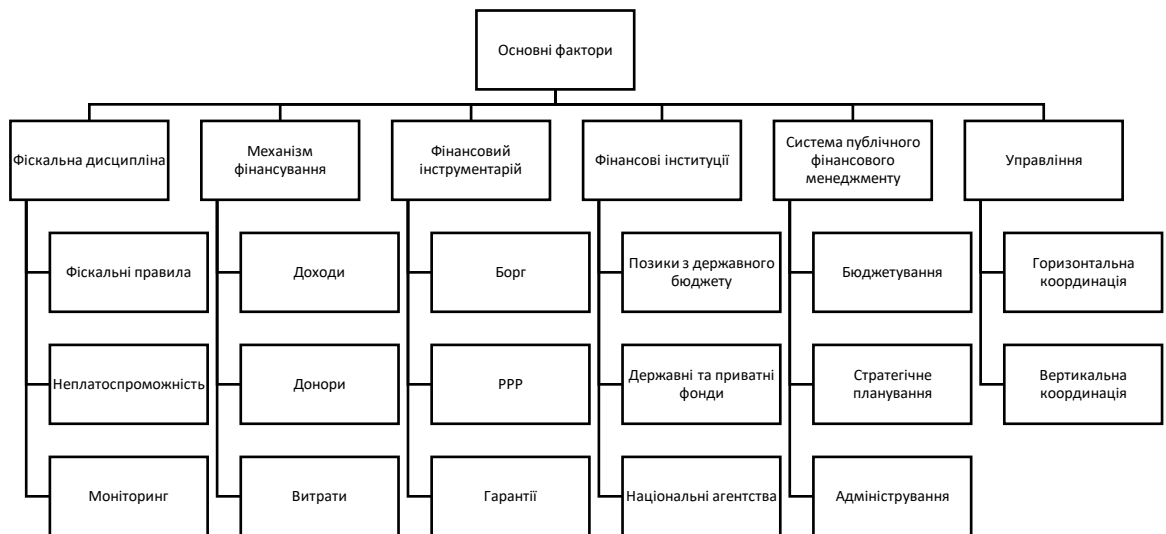 Основні фактори
Фіскальна дисципліна
Механізм
фінансування
Фінансовий
інструментарій
Фінансові інституції
Система публічного
фінансового
менеджменту
Управління
Фіскальні правила
Доходи
Борг
Позики з державного
бюджету
Бюджетування
Горизонтальна
координація
Неплатоспроможність
Донори
PPP
Державні та приватні
фонди
Стратегічне
планування
Вертикальна
координація
Моніторинг
Витрати
Гарантії
Національні агентства
Адміністрування